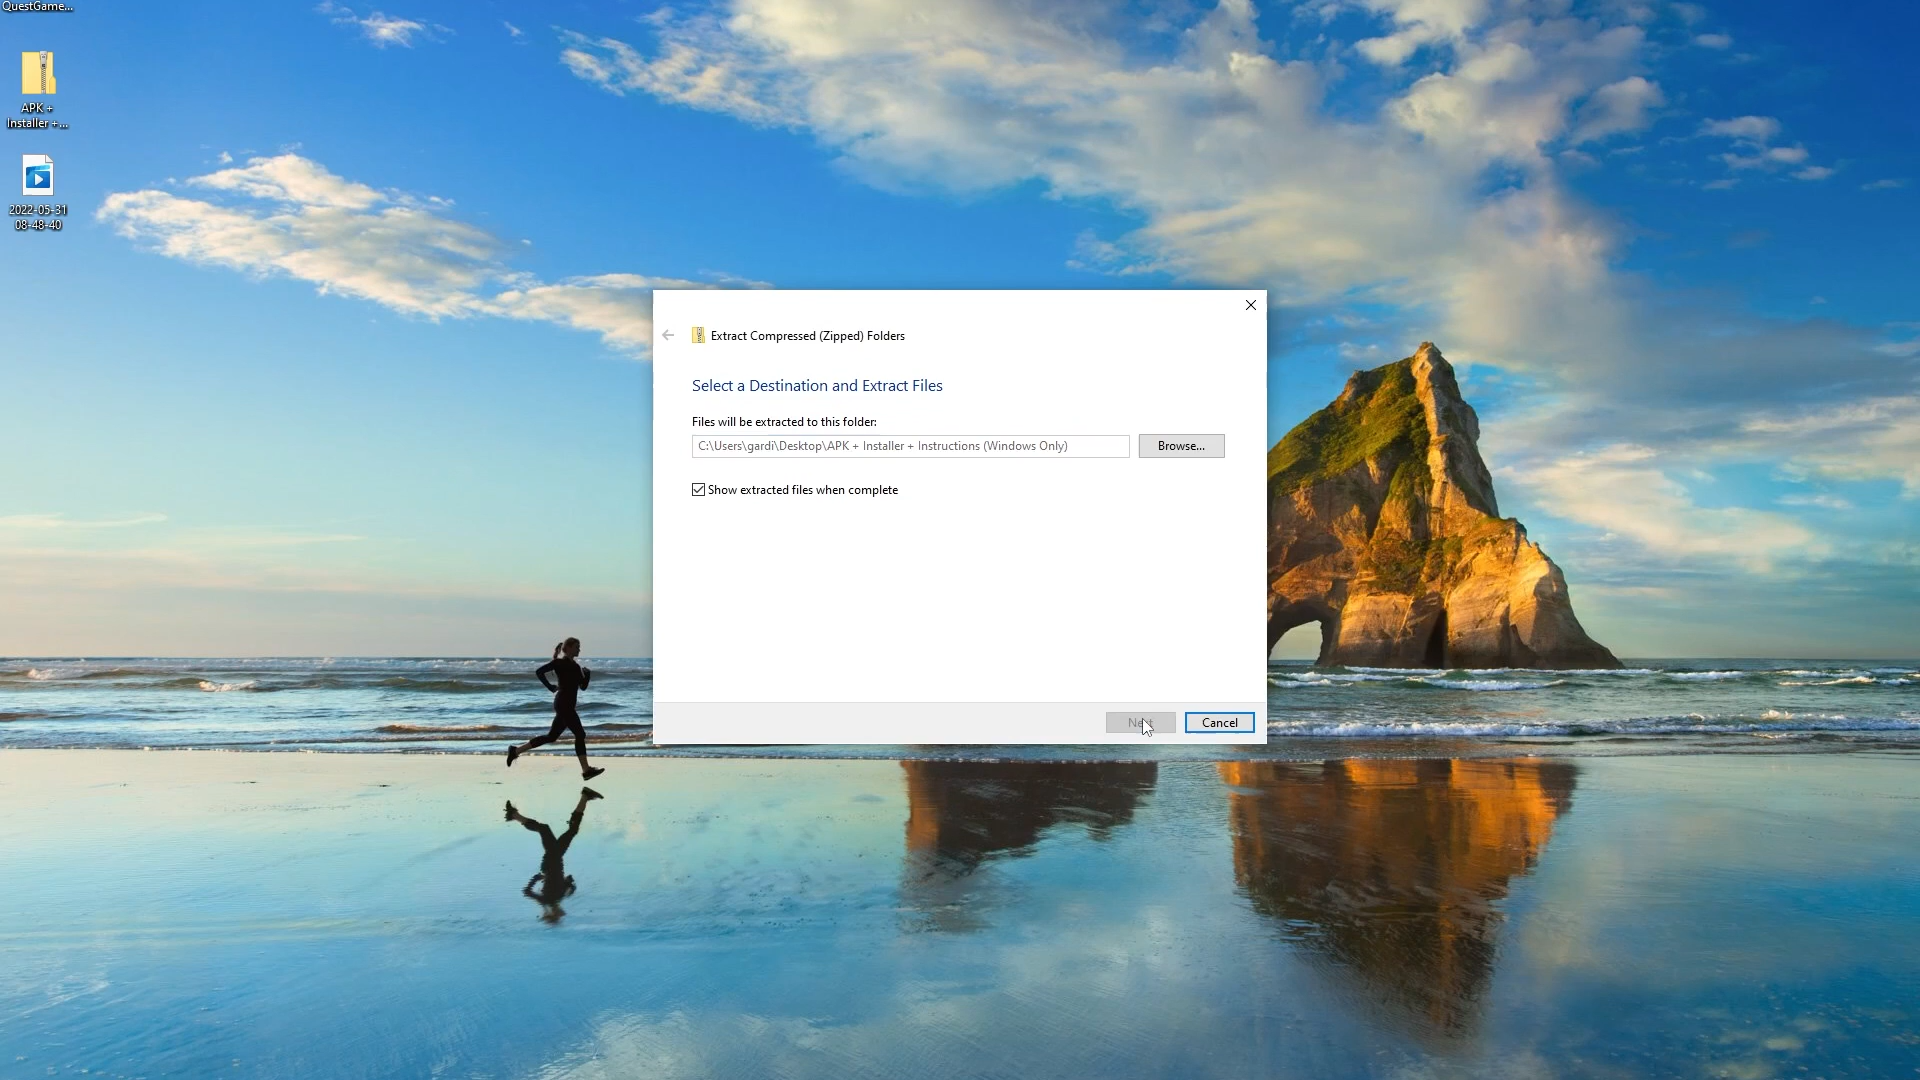 QuestGame...
APK +
Installer +...
2022-05-31
08-48-40
Extract Compressed (Zipped) Folders
Select a Destination and Extract Files
Files will be extracted to this folder:
C:\Users\gardi\Desktop\APK + Installer + Instructions (Windows Only)
Browse...
Show extracted files when complete
Next
Cancel